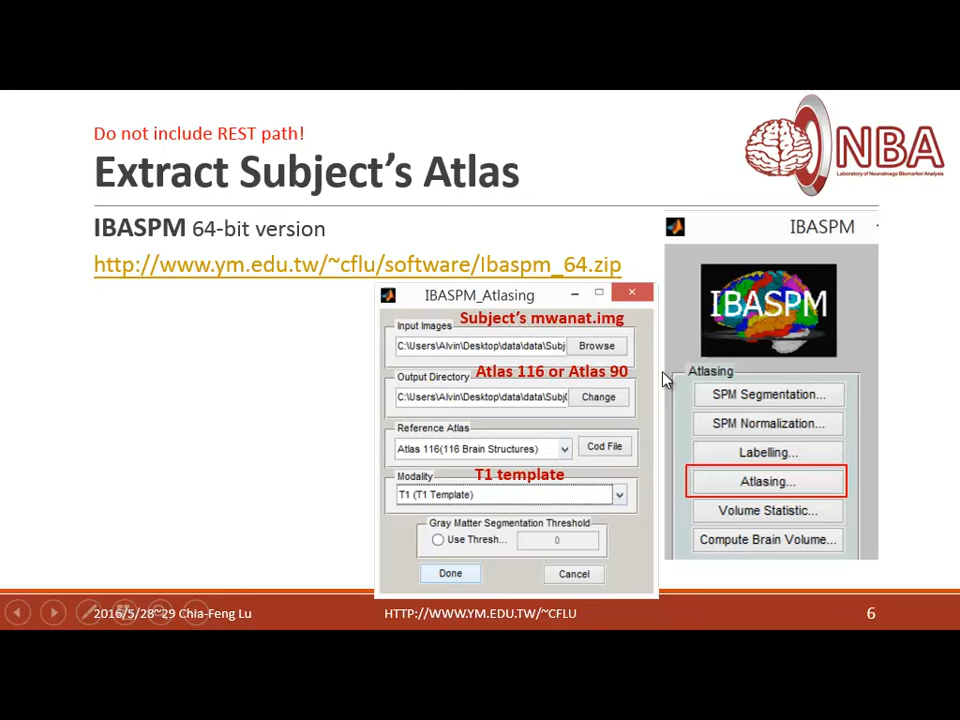 Do not include REST path!
Extract Subject's Atlas
NBA
Laboratory of Neuroimage Biomarker Analysis
IBASPM 64-bit version
http://www.ym.edu.tw/~cflu/software/Ibaspm_64.zip
IBASPM_Atlasing
Subject's mwanat.img
Input Images
C:\Users\Alvin\Desktop\data\data\Subj
Browse
Atlas 116 or Atlas 90
Output Directory
C:\Users\Alvin\Desktop\data\data\Subj
Change
Reference Atlas
Atlas 116(116 Brain Structures)
Cod File
T1 template
Modality
T1 (T1 Template)
Gray Matter Segmentation Threshold
Use Thresh...
0
Done
Cancel
IBASPM
IBASPM
Atlasing
SPM Segmentation...
SPM Normalization...
Labelling...
Atlasing...
Volume Statistic...
Compute Brain Volume...
2016/5/28~29 Chia-Feng Lu
HTTP://WWW.YM.EDU.TW/~CFLU
6